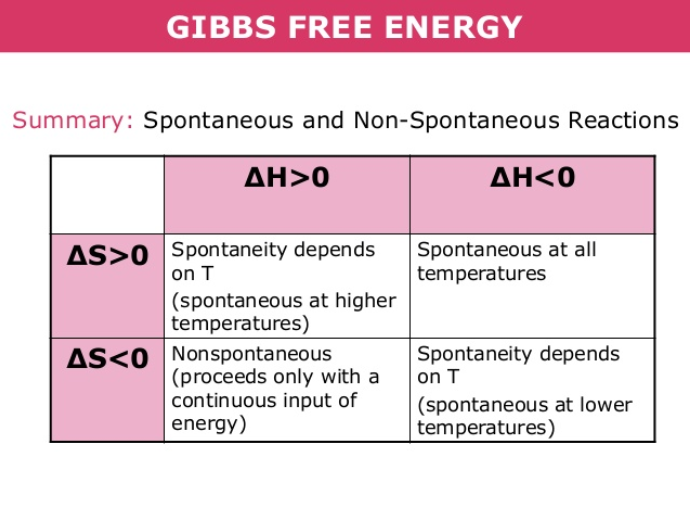 GIBBS FREE ENERGY
Summary: Spontaneous and Non-Spontaneous Reactions
ΔH>0
ΔH<0
ΔS>0
Spontaneity depends
on T
(spontaneous at higher
temperatures)
Spontaneous at all
temperatures
ΔS<0
Nonspontaneous
(proceeds only with a
continuous input of
energy)
Spontaneity depends
on T
(spontaneous at lower
temperatures)